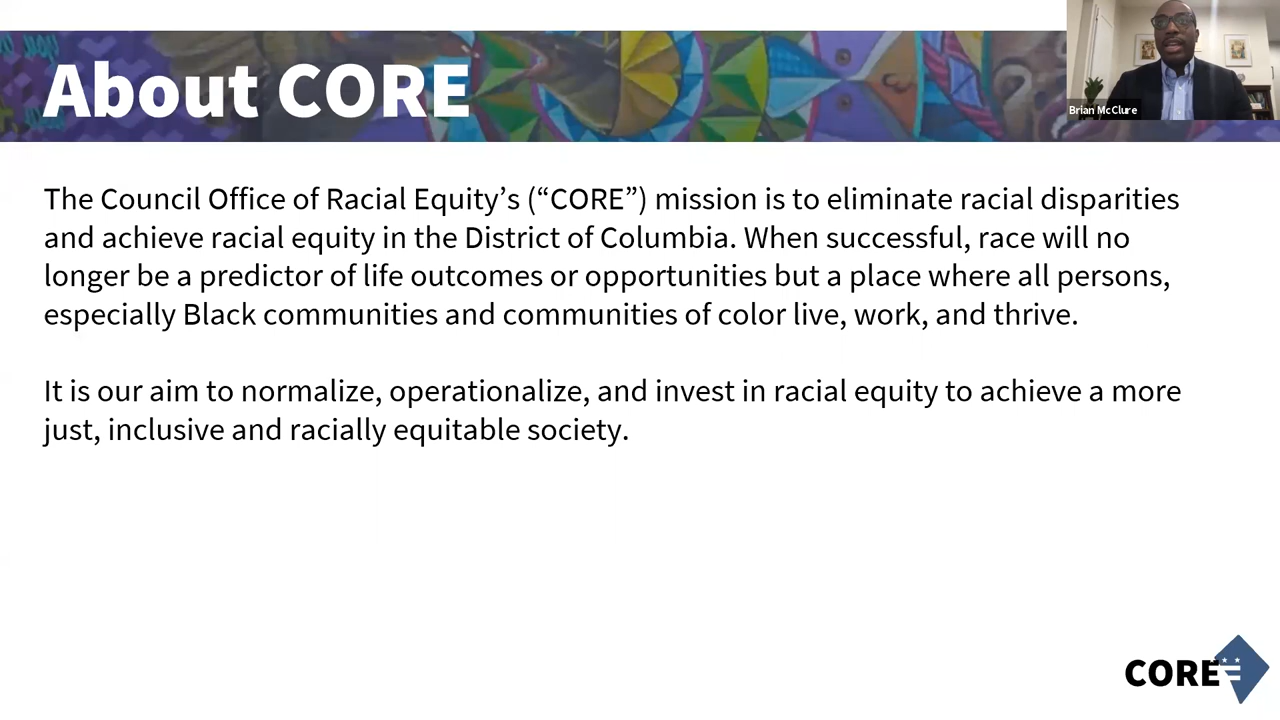 About CORE
Brian McClure
The Council Office of Racial Equity’s (“CORE”) mission is to eliminate racial disparities
and achieve racial equity in the District of Columbia. When successful, race will no
longer be a predictor of life outcomes or opportunities but a place where all persons,
especially Black communities and communities of color live, work, and thrive.
It is our aim to normalize, operationalize, and invest in racial equity to achieve a more
just, inclusive and racially equitable society.
CORE